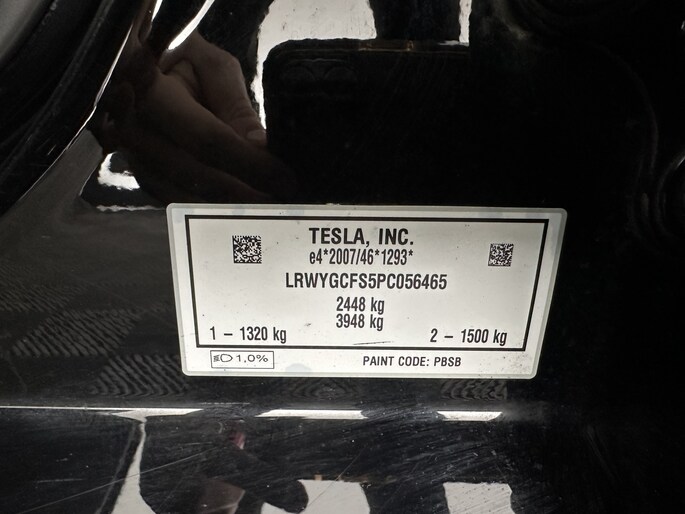 TESLA, INC.
e4*2007/46*1293*
LRWYGCFS5PC056465
2448 kg
3948 kg
1 – 1320 kg 2 – 1500 kg
1,0% PAINT CODE: PBSB